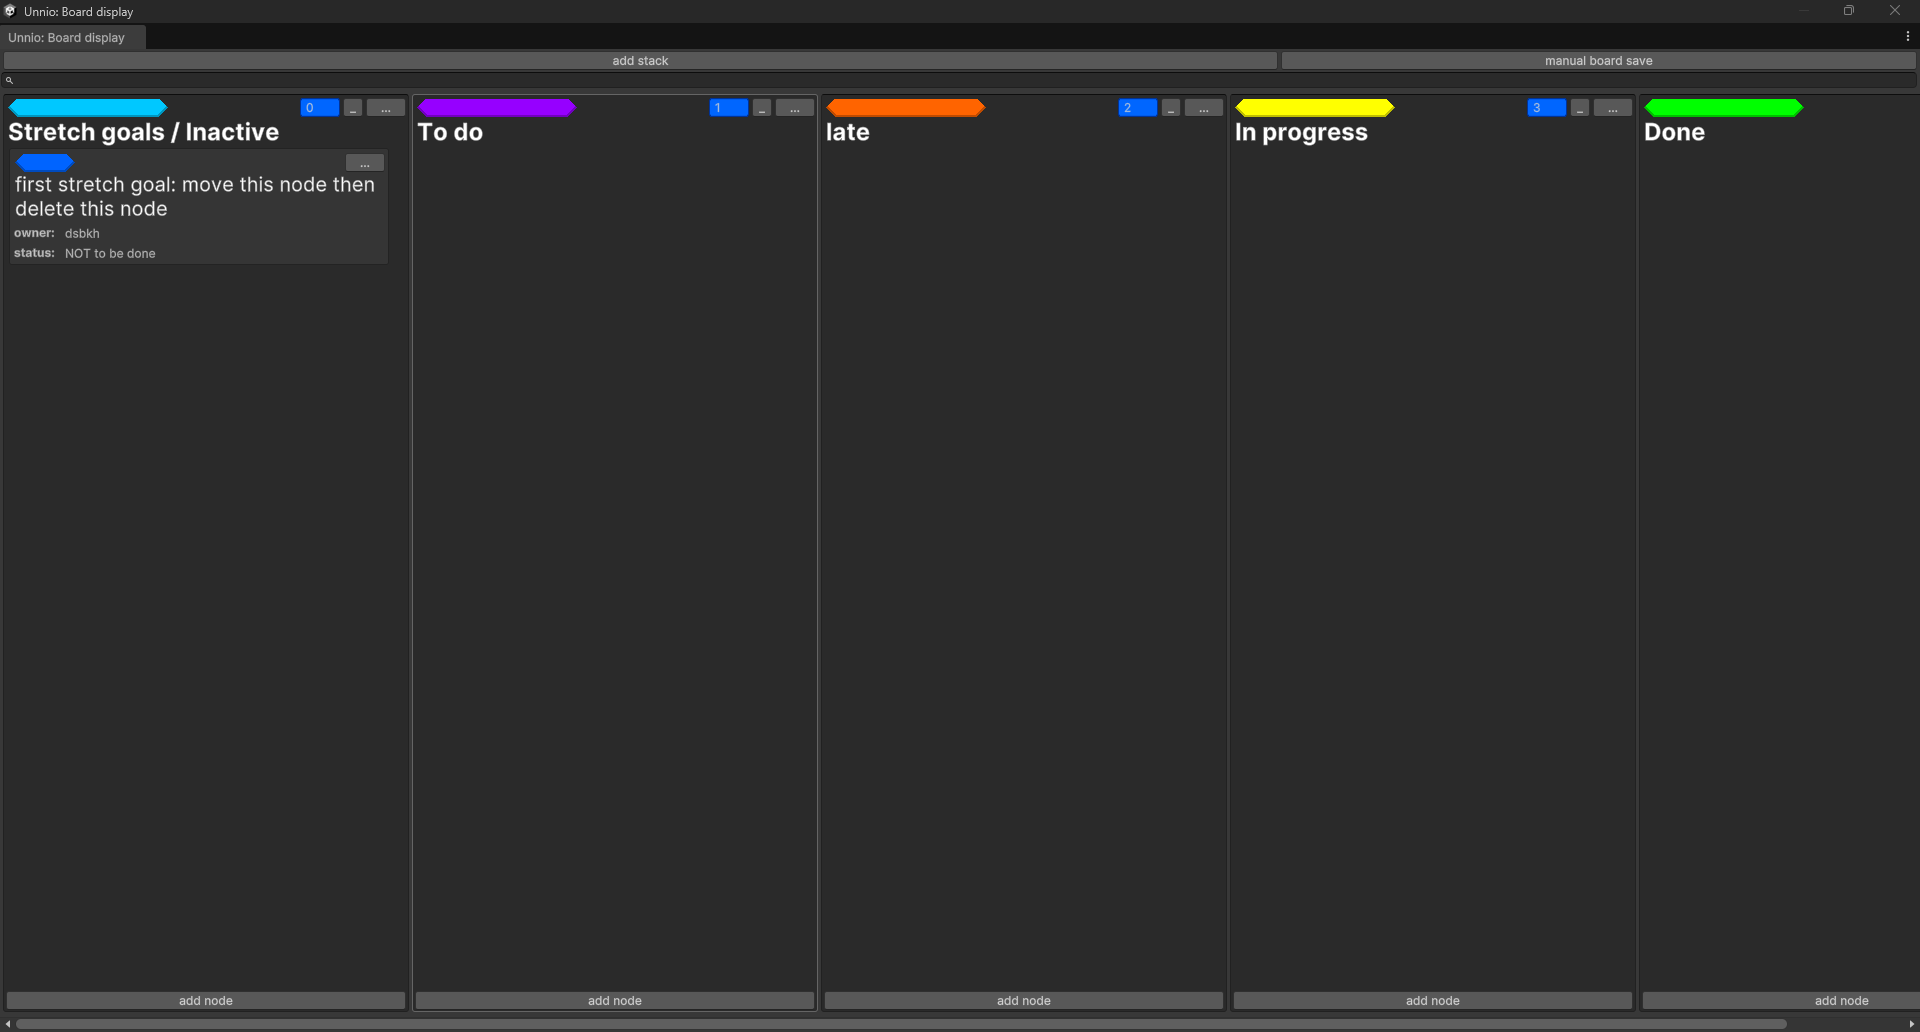 Unnio: Board display
Unnio: Board display
add stack
manual board save
0
_
...
Stretch goals / Inactive
...
first stretch goal: move this node then
delete this node
owner: dsbkh
status: NOT to be done
add node
1
_
...
To do
add node
2
_
...
late
add node
3
_
...
In progress
add node
Done
add node